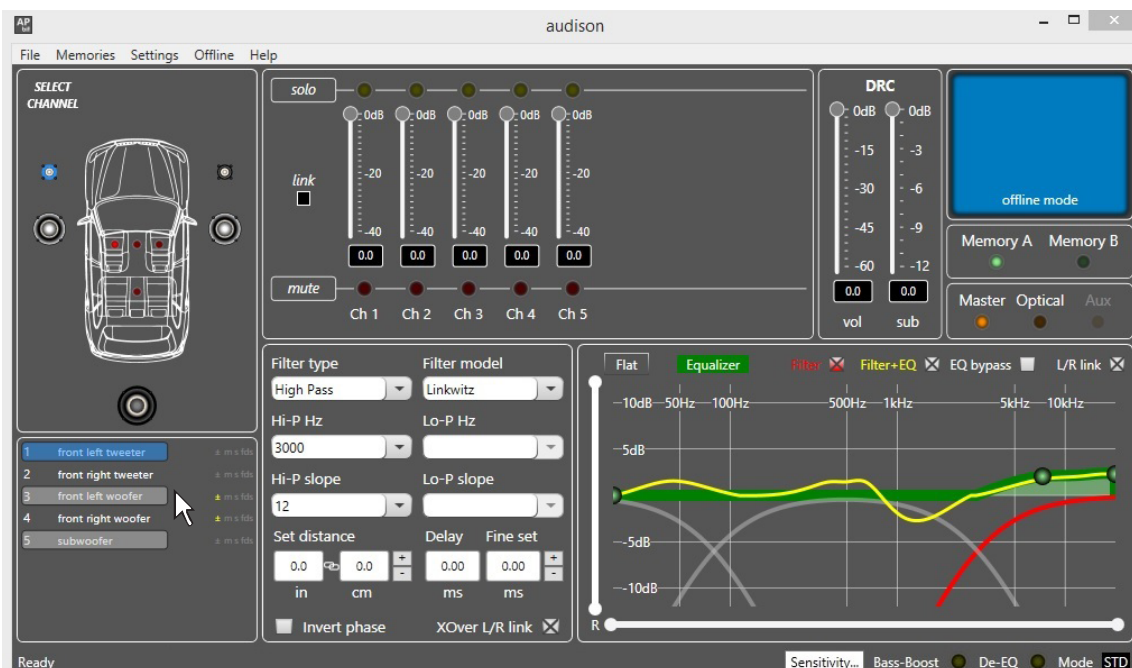 AP
bit
audison
File Memories Settings Offline Help
SELECT
CHANNEL
solo
0dB 0dB 0dB 0dB 0dB
-20 -20 -20 -20 -20
link
-40 -40 -40 -40 -40
0.0 0.0 0.0 0.0 0.0
mute
Ch 1 Ch 2 Ch 3 Ch 4 Ch 5
DRC
0dB 0dB
-15 -3
-30 -6
-45 -9
-60 -12
0.0 0.0
vol sub
offline mode
Memory A Memory B
Master Optical Aux
1 front left tweeter ± m s fds
2 front right tweeter ± m s fds
3 front left woofer ± m s fds
4 front right woofer ± m s fds
5 subwoofer ± m s fds
Filter type Filter model
High Pass Linkwitz
Hi-P Hz Lo-P Hz
3000
Hi-P slope Lo-P slope
12
Set distance Delay Fine set
0.0 0.0 + - 0.00 0.00 + -
in cm ms ms
Invert phase XOver L/R link
Flat Equalizer Filter Filter+EQ EQ bypass L/R link
10dB 50Hz 100Hz 500Hz 1kHz 5kHz 10kHz
5dB
-5dB
-10dB
R
Ready Sensitivity... Bass-Boost De-EQ Mode STD